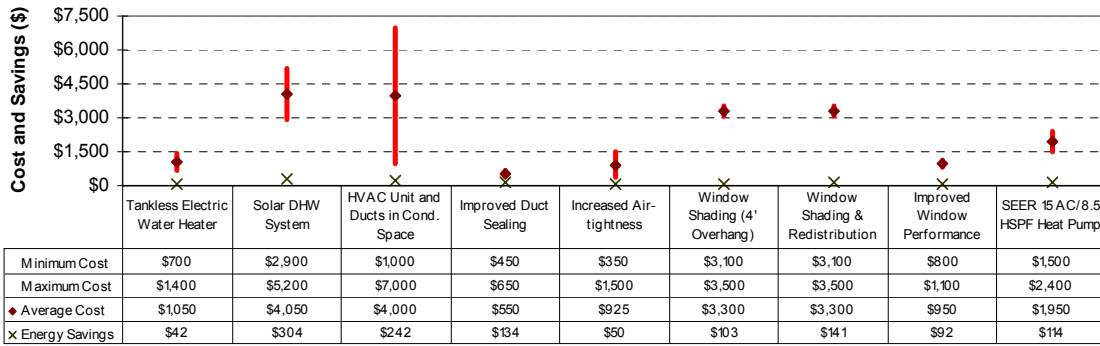 Cost and Savings ($)
$7,500
$6,000
$4,500
$3,000
$1,500
$0
Tankless Electric
Water Heater
Solar DHW
System
HVAC Unit and
Ducts in Cond.
Space
Improved Duct
Sealing
Increased Air-
tightness
Window
Shading (4'
Overhang)
Window
Shading &
Redistribution
Improved
Window
Performance
SEER 15 AC/8.5
HSPF Heat Pump
Minimum Cost $700 $2,900 $1,000 $450 $350 $3,100 $3,100 $800 $1,500
Maximum Cost $1,400 $5,200 $7,000 $650 $1,500 $3,500 $3,500 $1,100 $2,400
Average Cost $1,050 $4,050 $4,000 $550 $925 $3,300 $3,300 $950 $1,950
Energy Savings $42 $304 $242 $134 $50 $103 $141 $92 $114